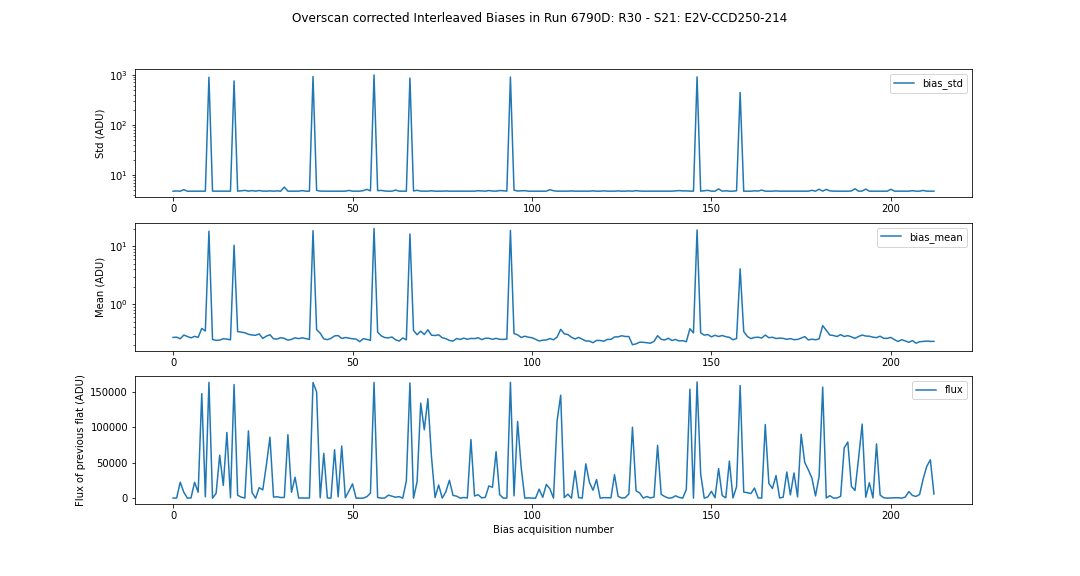 Overscan corrected Interleaved Biases in Run 6790D: R30 - S21: E2V-CCD250-214
Std (ADU)
10³
10²
10¹
bias_std
0 50 100 150 200
Mean (ADU)
10¹
10⁰
bias_mean
0 50 100 150 200
Flux of previous flat (ADU)
150000
100000
50000
0
flux
0 50 100 150 200
Bias acquisition number